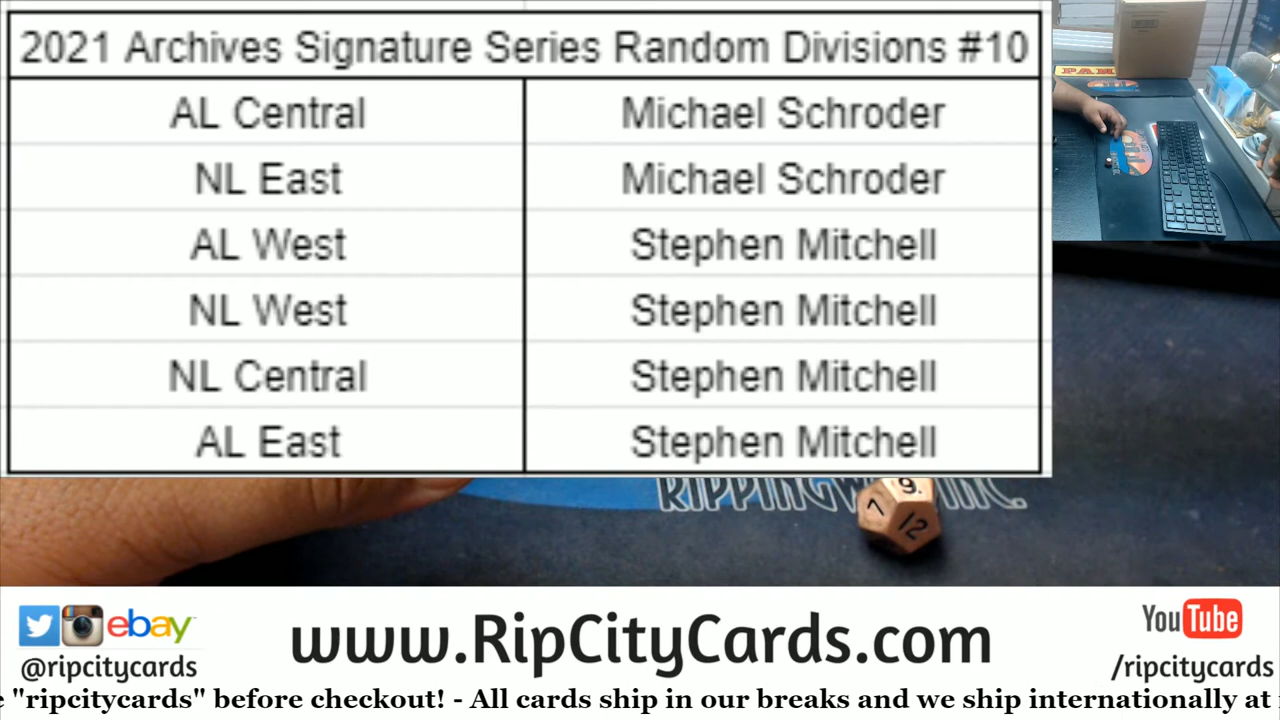 2021 Archives Signature Series Random Divisions #10
AL Central Michael Schroder
NL East Michael Schroder
AL West Stephen Mitchell
NL West Stephen Mitchell
NL Central Stephen Mitchell
AL East Stephen Mitchell
9.
7
12
ebay
www.RipCityCards.com
YouTube
@ripcitycards
/ripcitycards
"ripcitycards" before checkout! - All cards ship in our breaks and we ship internationally at